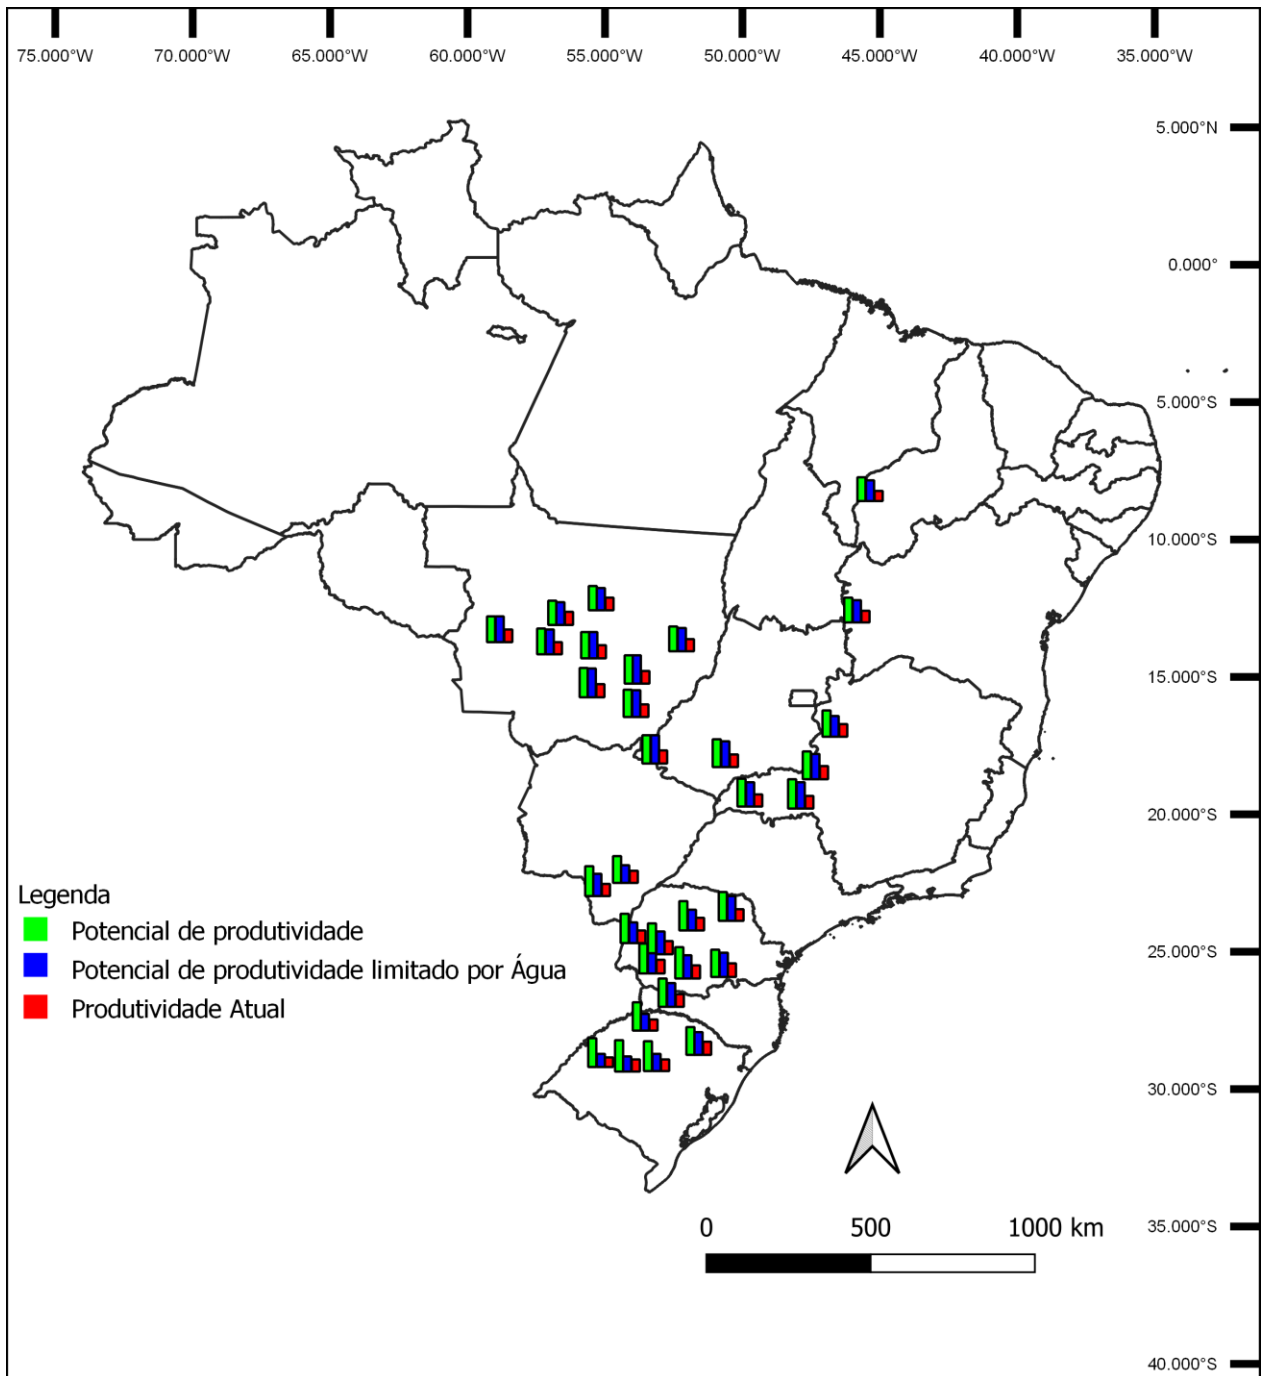 75.000°W 70.000°W 65.000°W 60.000°W 55.000°W 50.000°W 45.000°W 40.000°W 35.000°W
5.000°N
0.000°
5.000°S
10.000°S
15.000°S
20.000°S
25.000°S
30.000°S
35.000°S
40.000°S
Legenda
Potencial de produtividade
Potencial de produtividade limitado por Água
Produtividade Atual
0 500 1000 km